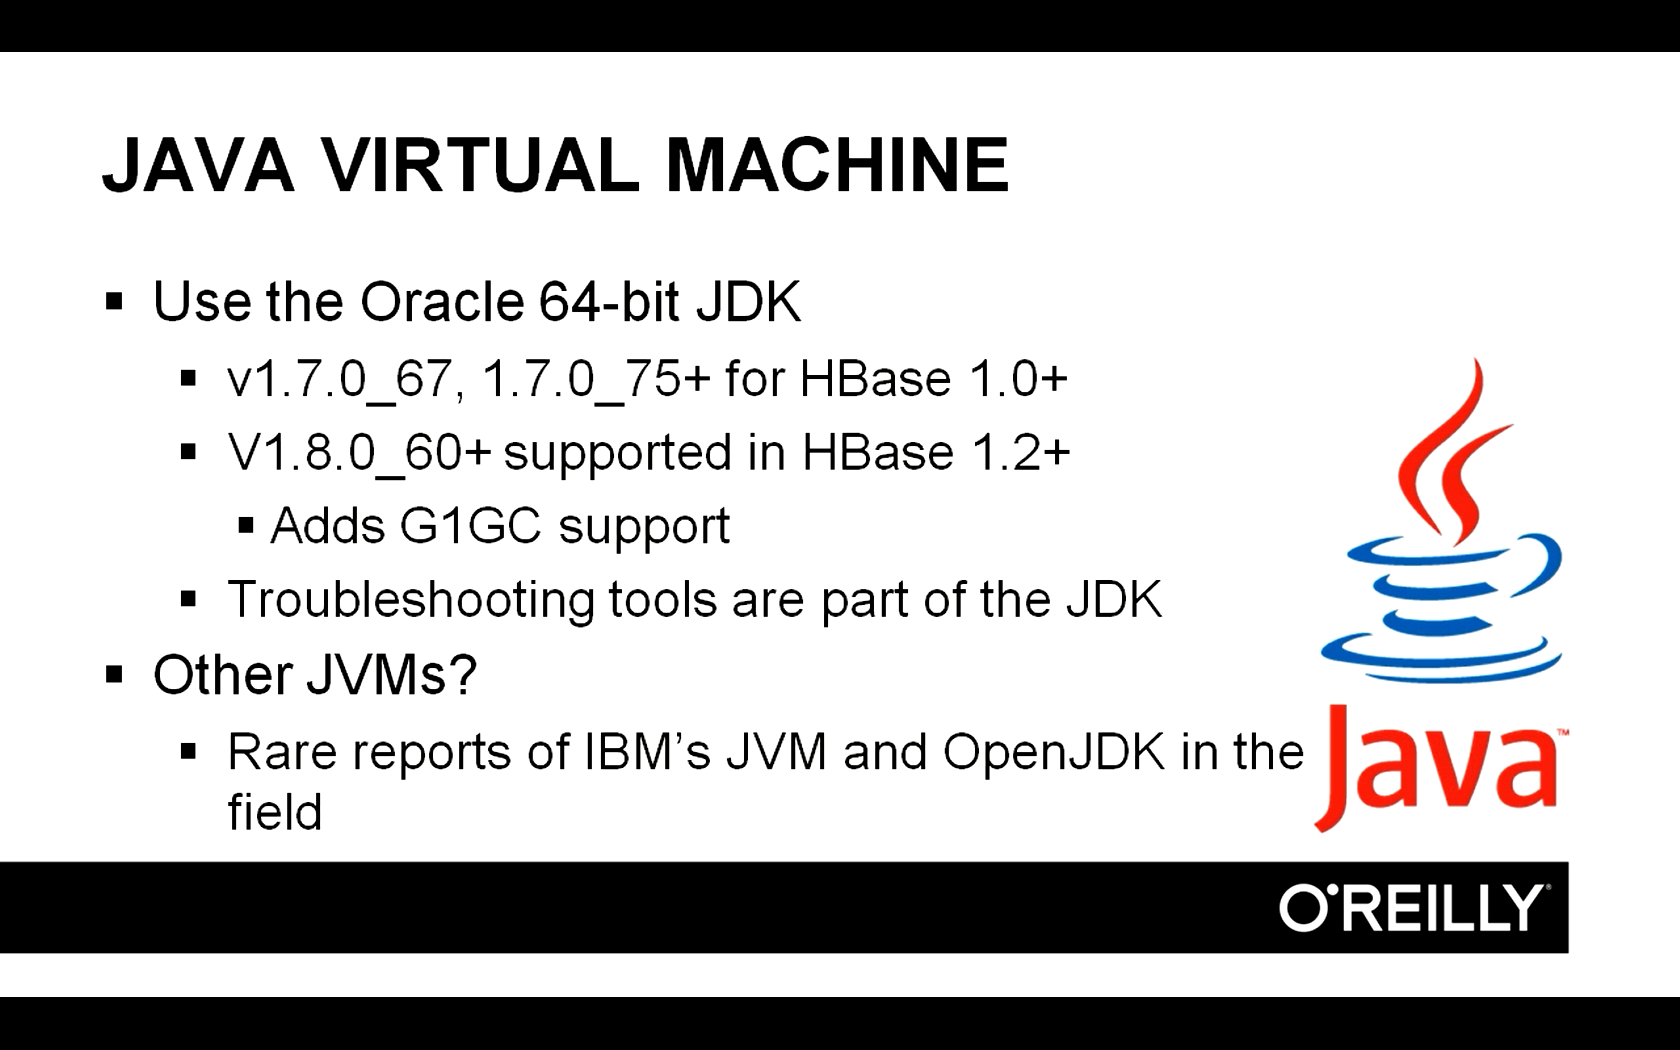 JAVA VIRTUAL MACHINE
Use the Oracle 64-bit JDK
v1.7.0_67, 1.7.0_75+ for HBase 1.0+
V1.8.0_60+ supported in HBase 1.2+
Adds G1GC support
Troubleshooting tools are part of the JDK
Other JVMs?
Rare reports of IBM’s JVM and OpenJDK in the
field
Java™
O'REILLY®